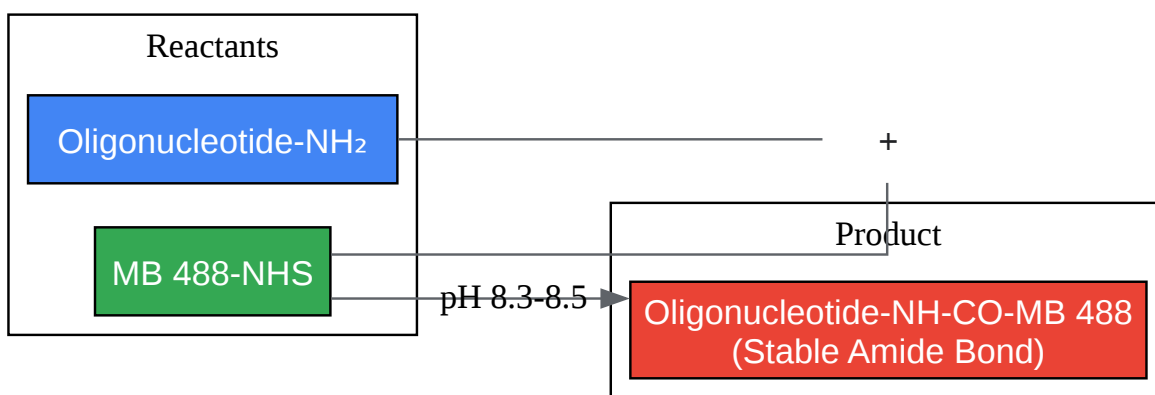 Reactants
Oligonucleotide-NH₂
+
MB 488-NHS
pH 8.3-8.5
Product
Oligonucleotide-NH-CO-MB 488
(Stable Amide Bond)